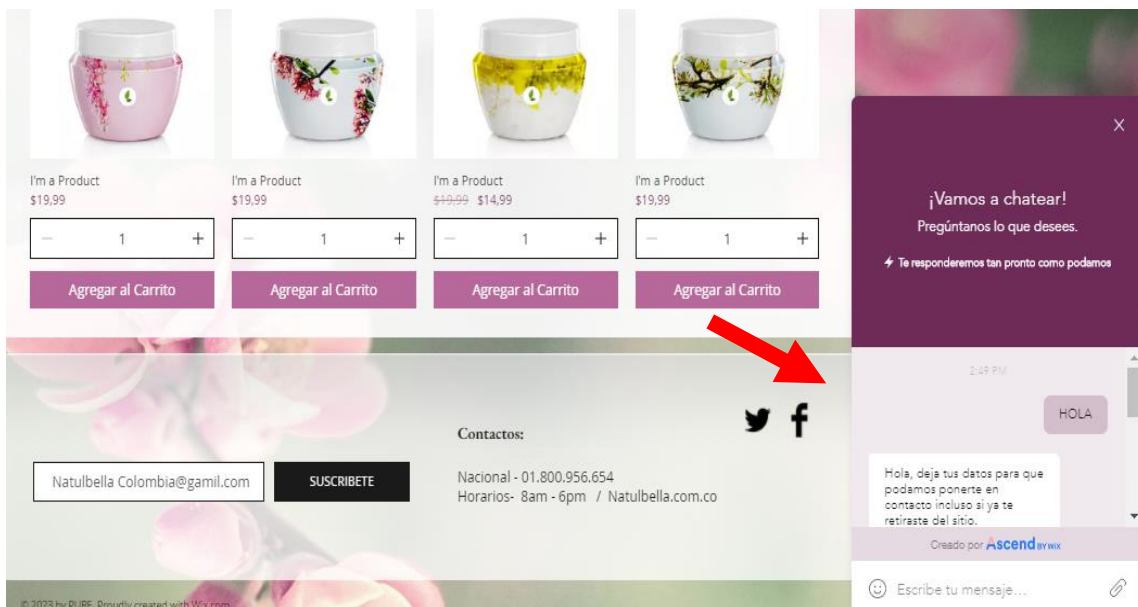 I'm a Product
$19,99
1
Agregar al Carrito
I'm a Product
$19,99
1
Agregar al Carrito
I'm a Product
$19,99 $14,99
1
Agregar al Carrito
I'm a Product
$19,99
1
Agregar al Carrito
Natulbella Colombia@gamil.com
SUSCRIBETE
Contactos:
Nacional - 01.800.956.654
Horarios- 8am - 6pm / Natulbella.com.co
© 2023 by PURE. Proudly created with Wix.com
X
¡Vamos a chatear!
Pregúntanos lo que desees.
Te responderemos tan pronto como podamos
2:49 PM
HOLA
Hola, deja tus datos para que
podamos ponerte en
contacto incluso si ya te
retiraste del sitio.
Creado por Ascend BY WIX
Escribe tu mensaje...